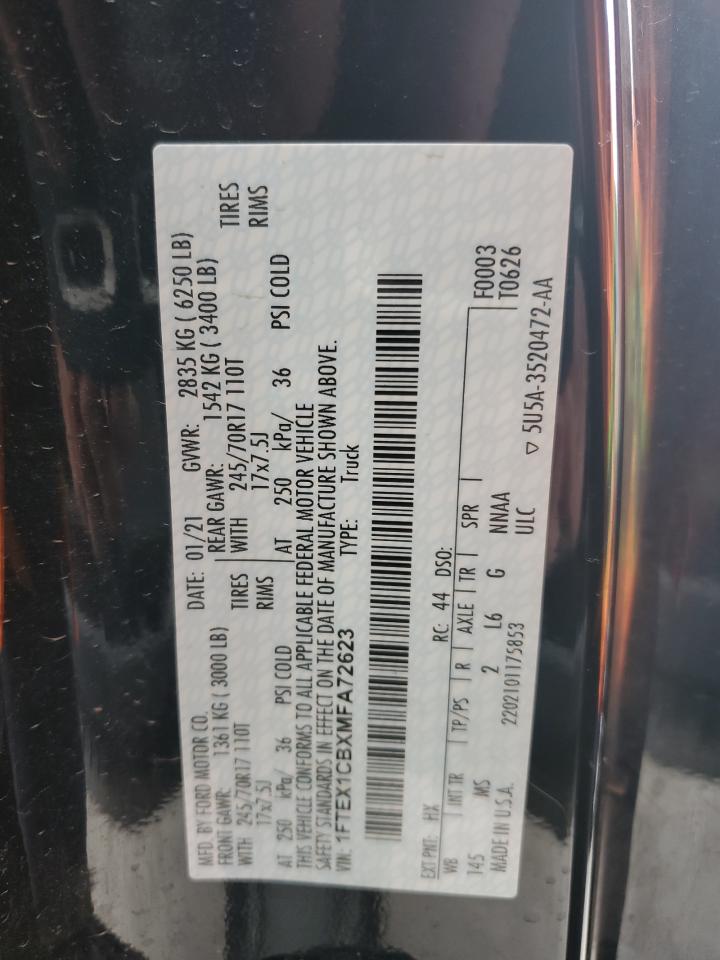 MFD. BY FORD MOTOR CO.
DATE: 01/21 GVWR: 2835 KG ( 6250 LB)
FRONT GAWR: 1361 KG ( 3000 LB) REAR GAWR: 1542 KG ( 3400 LB)
WITH 245/70R17 110T TIRES WITH 245/70R17 110T TIRES
17x7.5J RIMS 17x7.5J RIMS
AT 250 kPa/ 36 PSI COLD AT 250 kPa/ 36 PSI COLD
THIS VEHICLE CONFORMS TO ALL APPLICABLE FEDERAL MOTOR VEHICLE
SAFETY STANDARDS IN EFFECT ON THE DATE OF MANUFACTURE SHOWN ABOVE.
VIN: 1FTEX1CBXMFA72623 TYPE: Truck
EXT PNT: HX RC: 44 DSO:
WB INT TR TP/PS R AXLE TR SPR F0003
145 MS 2 L6 G NNAA T0626
MADE IN U.S.A. 2202101175853 ULC
▽ 5U5A-3520472-AA